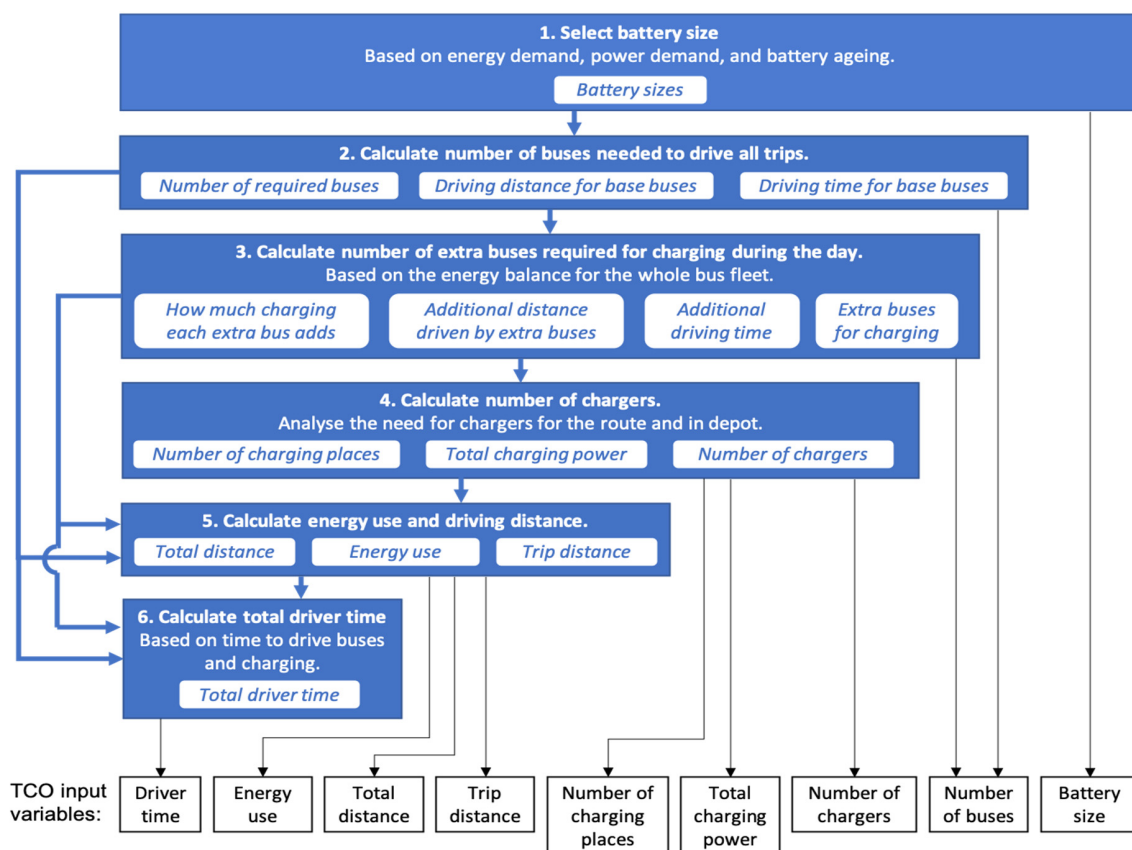 1. Select battery size
Based on energy demand, power demand, and battery ageing.
Battery sizes
2. Calculate number of buses needed to drive all trips.
Number of required buses
Driving distance for base buses
Driving time for base buses
3. Calculate number of extra buses required for charging during the day.
Based on the energy balance for the whole bus fleet.
How much charging
each extra bus adds
Additional distance
driven by extra buses
Additional
driving time
Extra buses
for charging
4. Calculate number of chargers.
Analyse the need for chargers for the route and in depot.
Number of charging places
Total charging power
Number of chargers
5. Calculate energy use and driving distance.
Total distance
Energy use
Trip distance
6. Calculate total driver time
Based on time to drive buses
and charging.
Total driver time
TCO input
variables:
Driver
time
Energy
use
Total
distance
Trip
distance
Number of
charging
places
Total
charging
power
Number of
chargers
Number
of buses
Battery
size